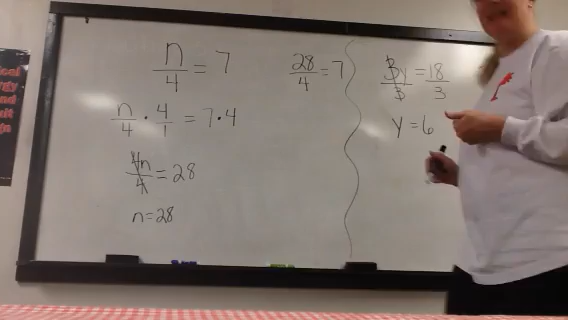 n/4 = 7
n/4 · 4/1 = 7·4
4n/4 = 28
n=28
28/4 = 7
3y/3 = 18/3
y = 6